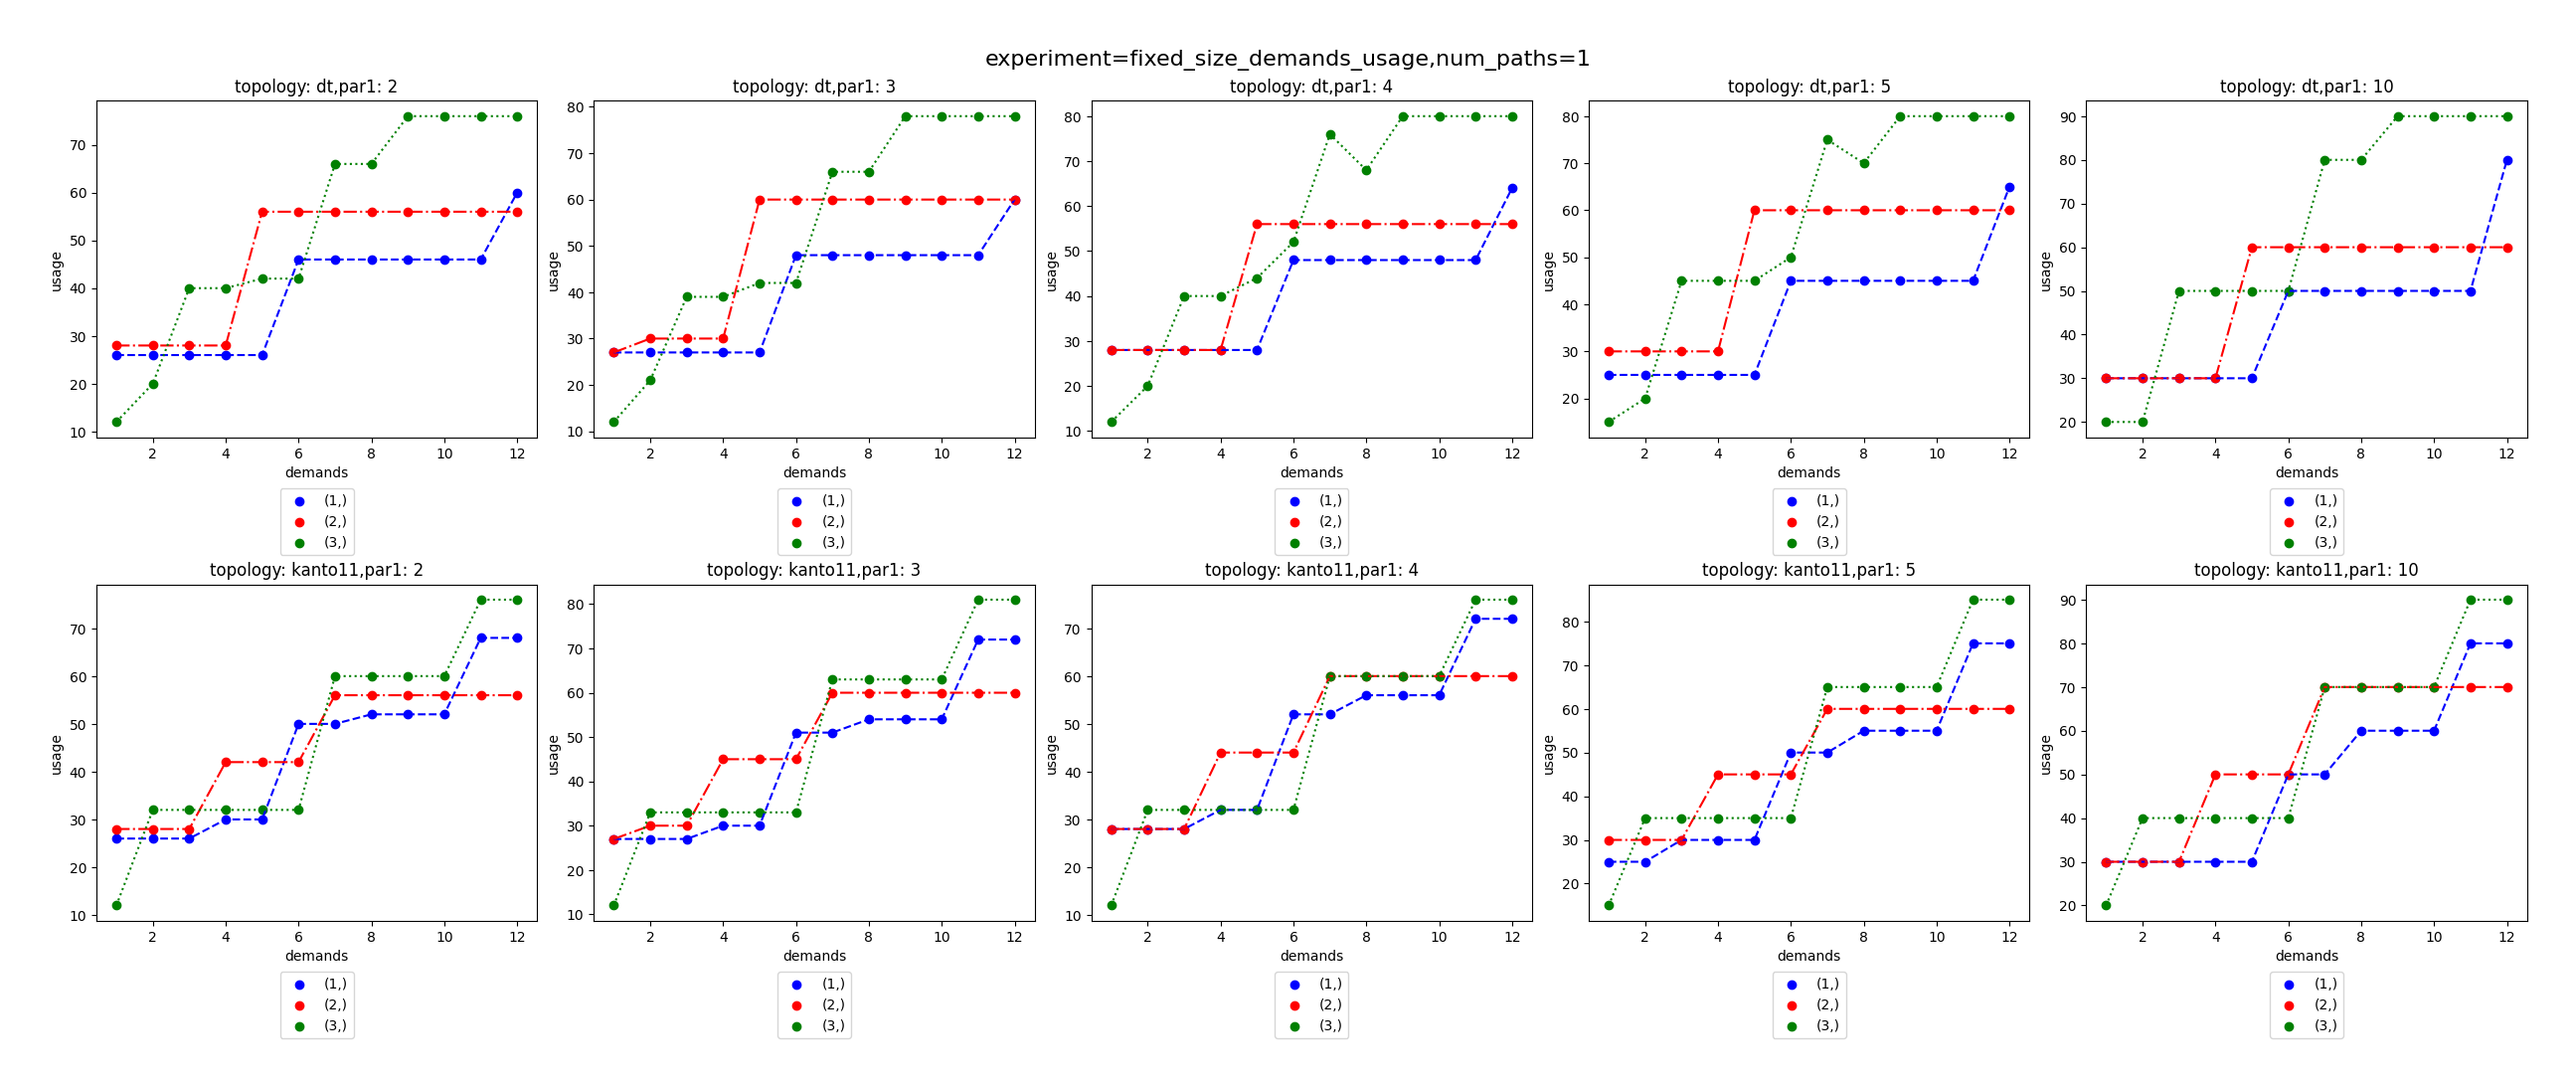 experiment=fixed_size_demands_usage,num_paths=1
topology: dt,par1: 2
usage
70
60
50
40
30
20
10
2 4 6 8 10 12
demands
(1,)
(2,)
(3,)
topology: dt,par1: 3
usage
80
70
60
50
40
30
20
10
2 4 6 8 10 12
demands
(1,)
(2,)
(3,)
topology: dt,par1: 4
usage
80
70
60
50
40
30
20
10
2 4 6 8 10 12
demands
(1,)
(2,)
(3,)
topology: dt,par1: 5
usage
80
70
60
50
40
30
20
2 4 6 8 10 12
demands
(1,)
(2,)
(3,)
topology: dt,par1: 10
usage
90
80
70
60
50
40
30
20
2 4 6 8 10 12
demands
(1,)
(2,)
(3,)
topology: kanto11,par1: 2
usage
70
60
50
40
30
20
10
2 4 6 8 10 12
demands
(1,)
(2,)
(3,)
topology: kanto11,par1: 3
usage
80
70
60
50
40
30
20
10
2 4 6 8 10 12
demands
(1,)
(2,)
(3,)
topology: kanto11,par1: 4
usage
70
60
50
40
30
20
10
2 4 6 8 10 12
demands
(1,)
(2,)
(3,)
topology: kanto11,par1: 5
usage
80
70
60
50
40
30
20
2 4 6 8 10 12
demands
(1,)
(2,)
(3,)
topology: kanto11,par1: 10
usage
90
80
70
60
50
40
30
20
2 4 6 8 10 12
demands
(1,)
(2,)
(3,)